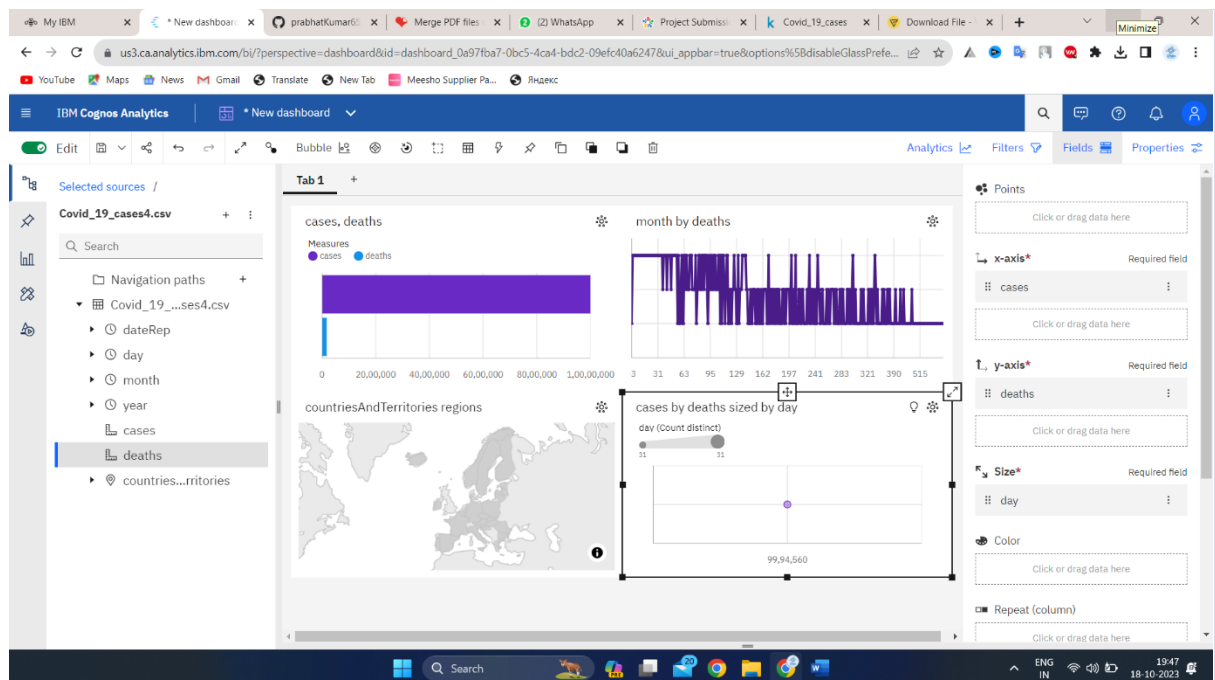 My IBM
* New dashboard
prabhatKumar65
Merge PDF files
(2) WhatsApp
Project Submissi
Covid_19_cases
Download File -
Minimize
us3.ca.analytics.ibm.com/bi/?perspective=dashboard&id=dashboard_0a97fba7-0bc5-4ca4-bdc2-09efc40a6247&ui_appbar=true&options%5BdisableGlassPrefe...
YouTube Maps News Gmail Translate New Tab Meesho Supplier Pa... Яндекс
IBM Cognos Analytics * New dashboard
Edit Bubble Analytics Filters Fields Properties
Selected sources /
Covid_19_cases4.csv
Search
Navigation paths
Covid_19_...ses4.csv
dateRep
day
month
year
cases
deaths
countries...rritories
Tab 1
cases, deaths
Measures
cases deaths
0 20,00,000 40,00,000 60,00,000 80,00,000 1,00,00,000
month by deaths
3 31 63 95 129 162 197 241 283 321 390 515
countriesAndTerritories regions
cases by deaths sized by day
day (Count distinct)
31 31
99,94,560
Points
Click or drag data here
x-axis* Required field
cases
Click or drag data here
y-axis* Required field
deaths
Click or drag data here
Size* Required field
day
Color
Click or drag data here
Repeat (column)
Click or drag data here
Search
PRE
20
ENG
IN
19:47
18-10-2023